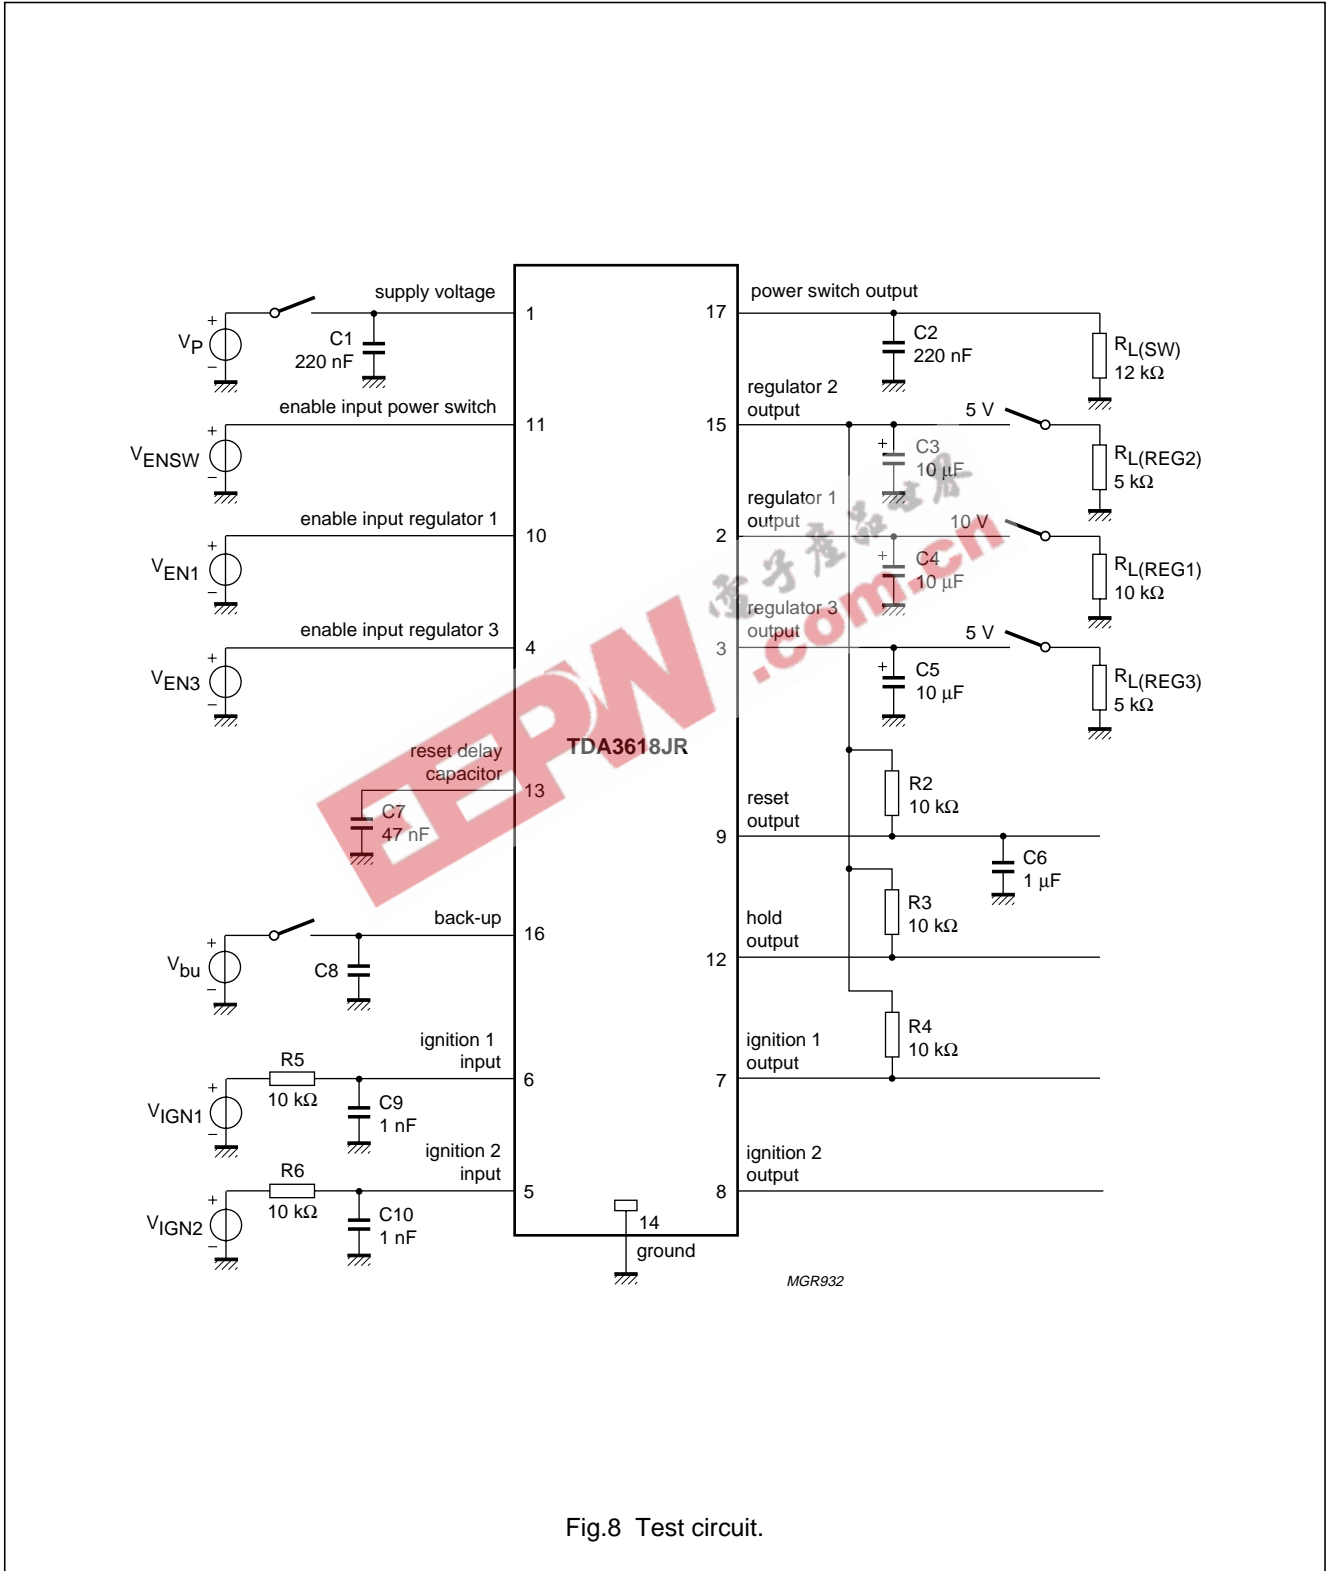 supply voltage
1
+
VP
−
C1
220 nF
enable input power switch
11
+
VENSW
−
enable input regulator 1
10
+
VEN1
−
enable input regulator 3
4
+
VEN3
−
reset delay
capacitor
13
C7
47 nF
back-up
16
+
Vbu
−
C8
ignition 1
input
R5
10 kΩ
6
+
VIGN1
−
C9
1 nF
ignition 2
input
R6
10 kΩ
5
+
VIGN2
−
C10
1 nF
TDA3618JR
14
ground
power switch output
17
C2
220 nF
RL(SW)
12 kΩ
regulator 2
output
15
5 V
+
C3
10 μF
RL(REG2)
5 kΩ
regulator 1
output
2
10 V
+
C4
10 μF
RL(REG1)
10 kΩ
regulator 3
output
3
5 V
+
C5
10 μF
RL(REG3)
5 kΩ
R2
10 kΩ
reset
output
9
C6
1 μF
R3
10 kΩ
hold
output
12
R4
10 kΩ
ignition 1
output
7
ignition 2
output
8
MGR932
EEPW
.com.cn
電子產品世界
Fig.8 Test circuit.